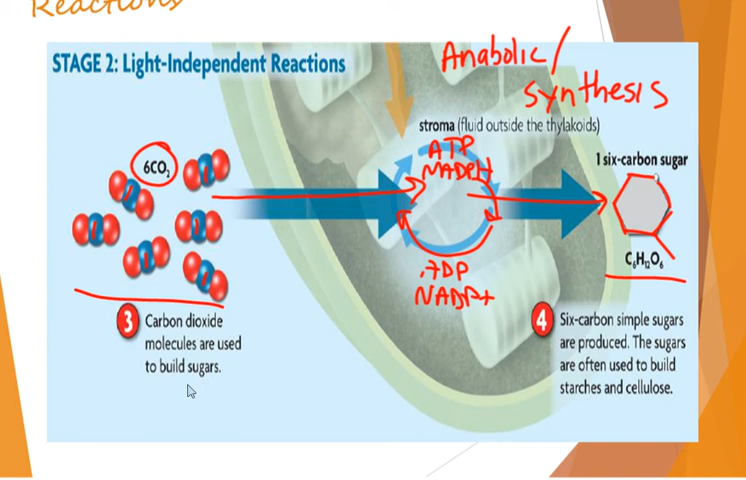 Reactions
STAGE 2: Light-Independent Reactions
Anabolic/
synthesis
stroma (fluid outside the thylakoids)
ATP
NADPH
6CO₂
1 six-carbon sugar
C₆H₁₂O₆
ADP
NADP+
3 Carbon dioxide
molecules are used
to build sugars.
4 Six-carbon simple sugars
are produced. The sugars
are often used to build
starches and cellulose.